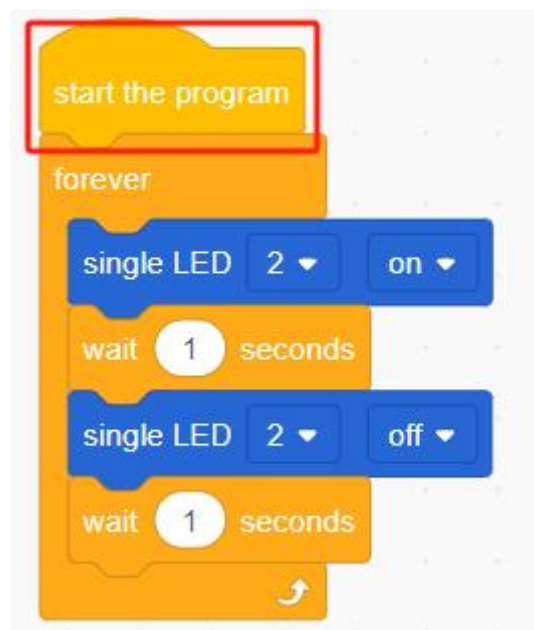 start the program
forever
single LED 2 on
wait 1 seconds
single LED 2 off
wait 1 seconds